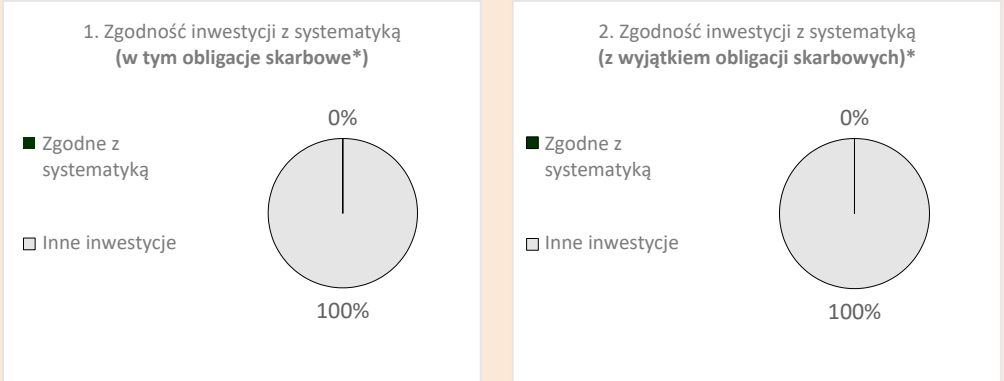 1. Zgodność inwestycji z systematyką
(w tym obligacje skarbowe*)
0%
Zgodne z
systematyką
Inne inwestycje
100%
2. Zgodność inwestycji z systematyką
(z wyjątkiem obligacji skarbowych)*
0%
Zgodne z
systematyką
Inne inwestycje
100%